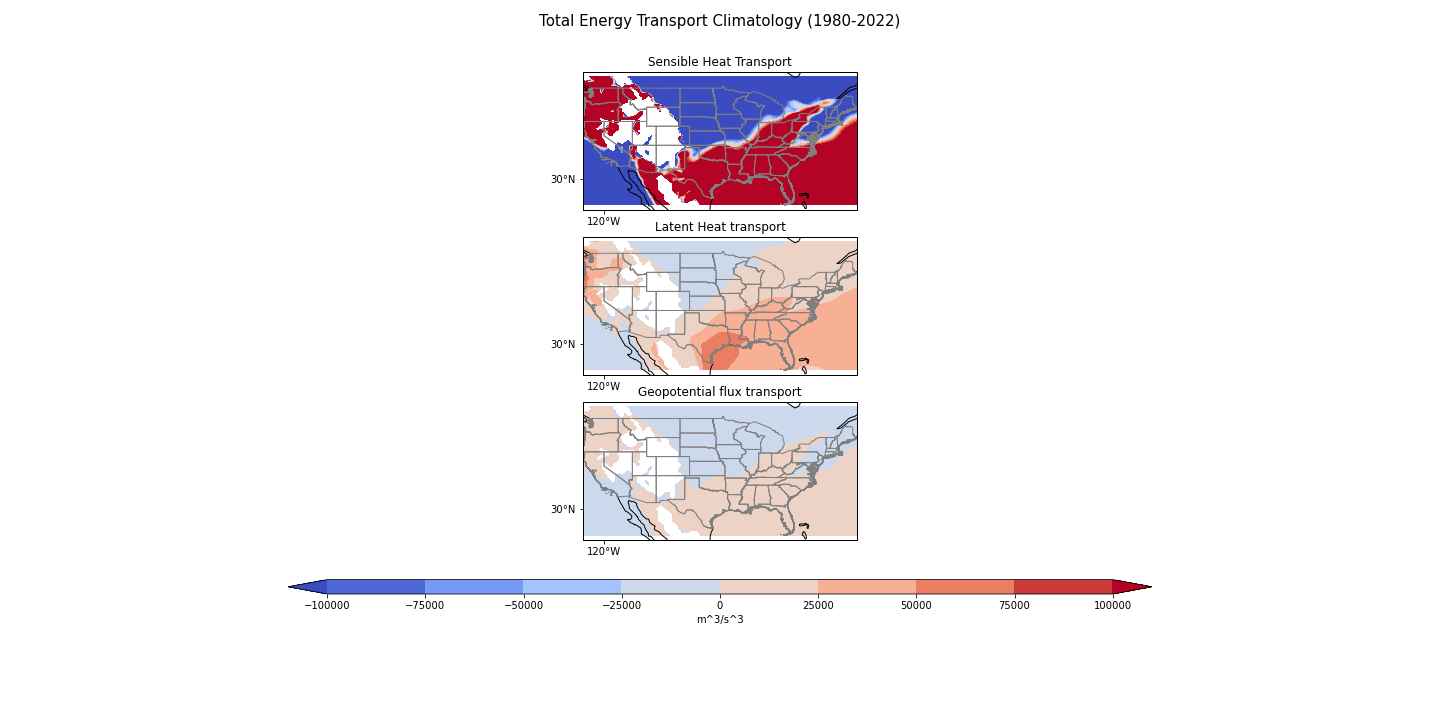 Total Energy Transport Climatology (1980-2022)
Sensible Heat Transport
30°N
120°W
Latent Heat transport
30°N
120°W
Geopotential flux transport
30°N
120°W
−100000 −75000 −50000 −25000 0 25000 50000 75000 100000
m^3/s^3